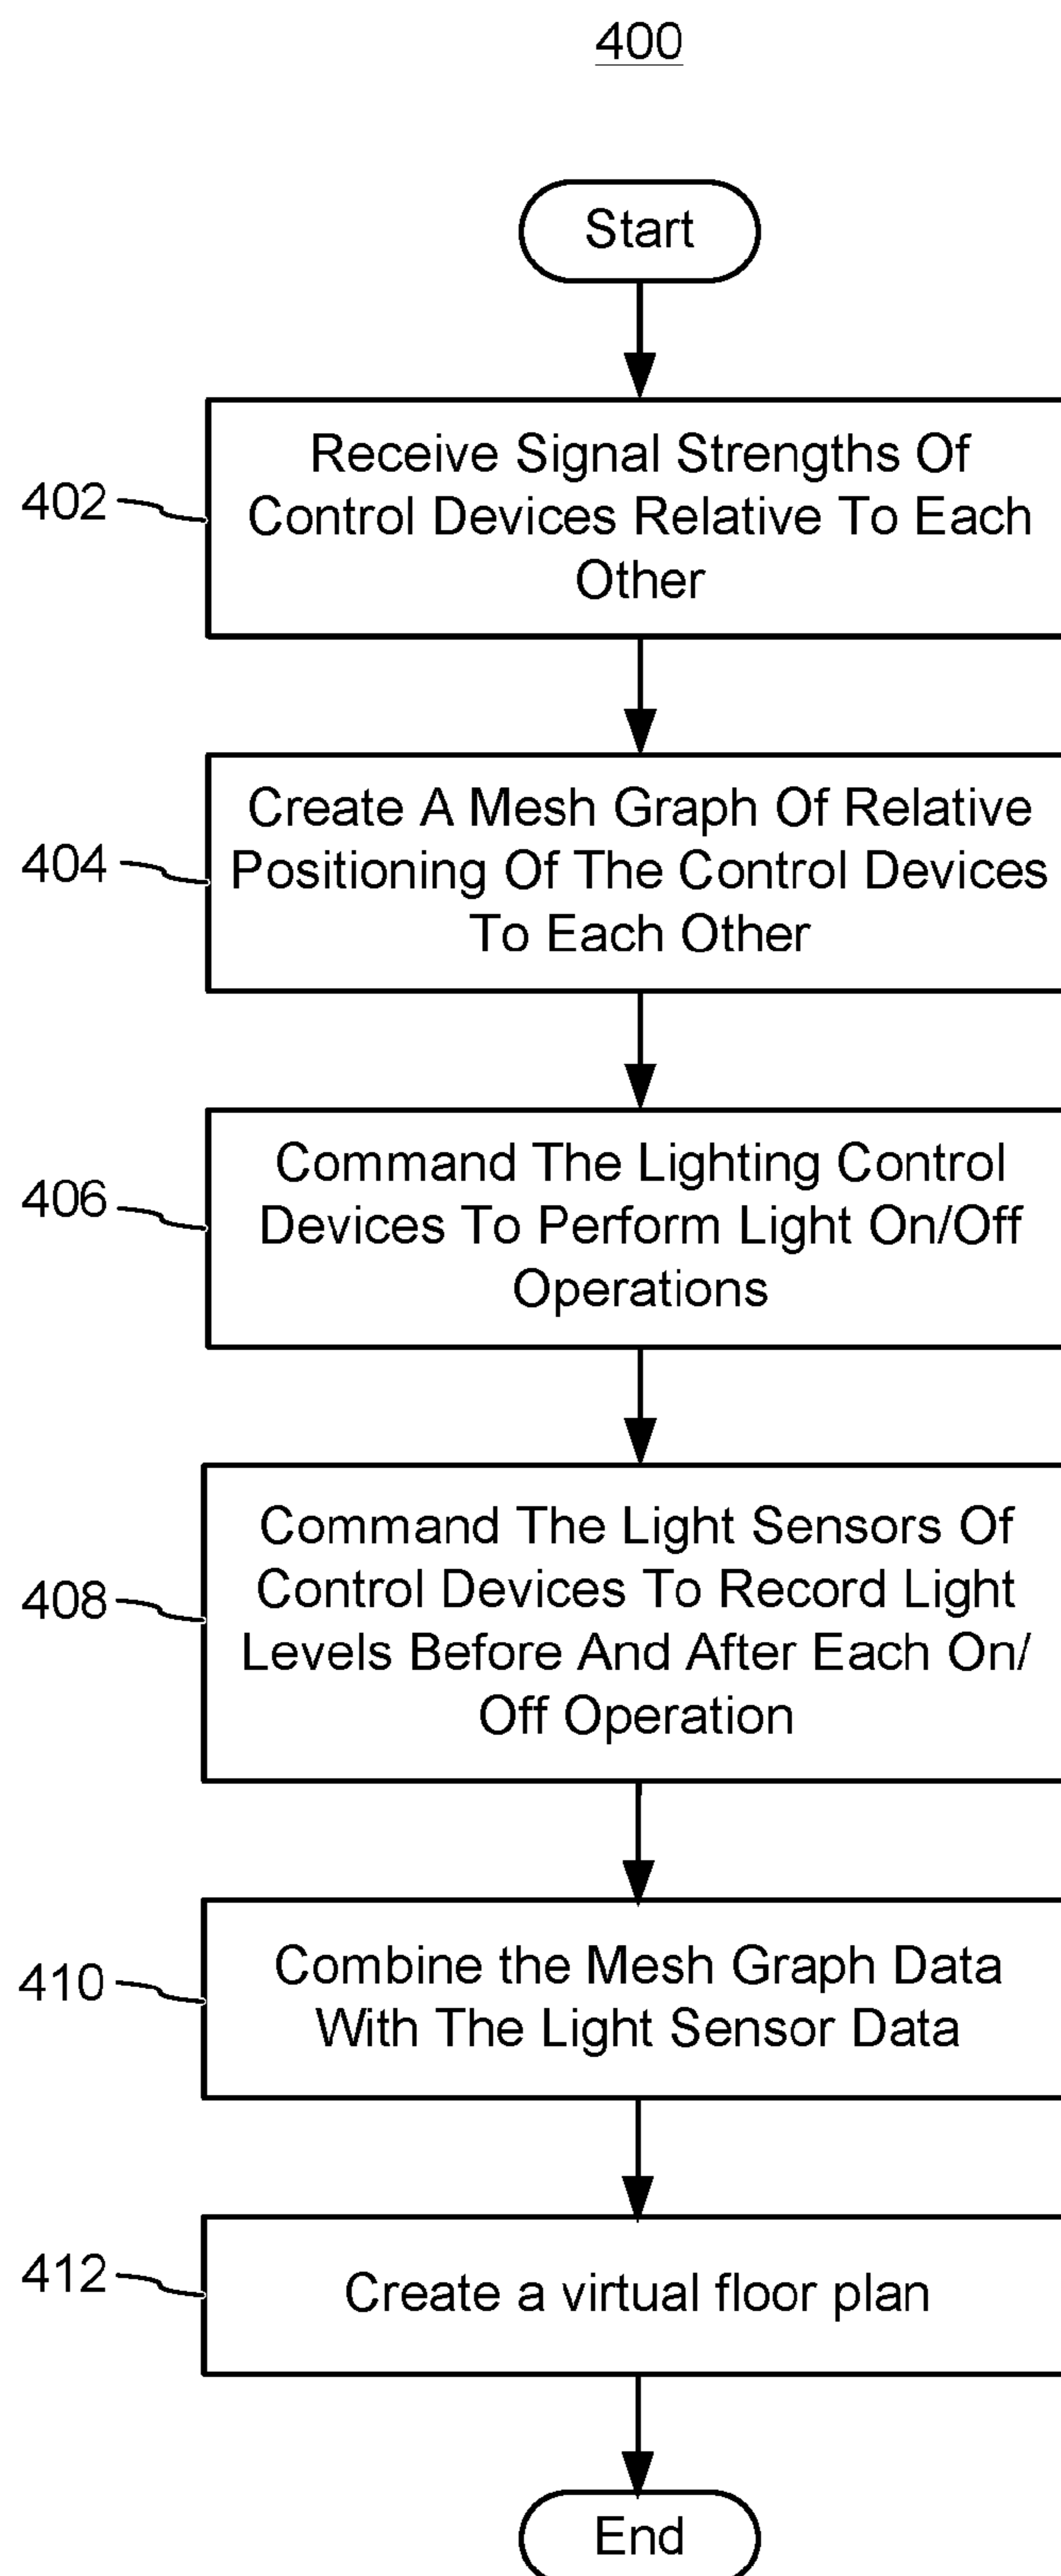 400
Start
402
Receive Signal Strengths Of
Control Devices Relative To Each
Other
404
Create A Mesh Graph Of Relative
Positioning Of The Control Devices
To Each Other
406
Command The Lighting Control
Devices To Perform Light On/Off
Operations
408
Command The Light Sensors Of
Control Devices To Record Light
Levels Before And After Each On/
Off Operation
410
Combine the Mesh Graph Data
With The Light Sensor Data
412
Create a virtual floor plan
End